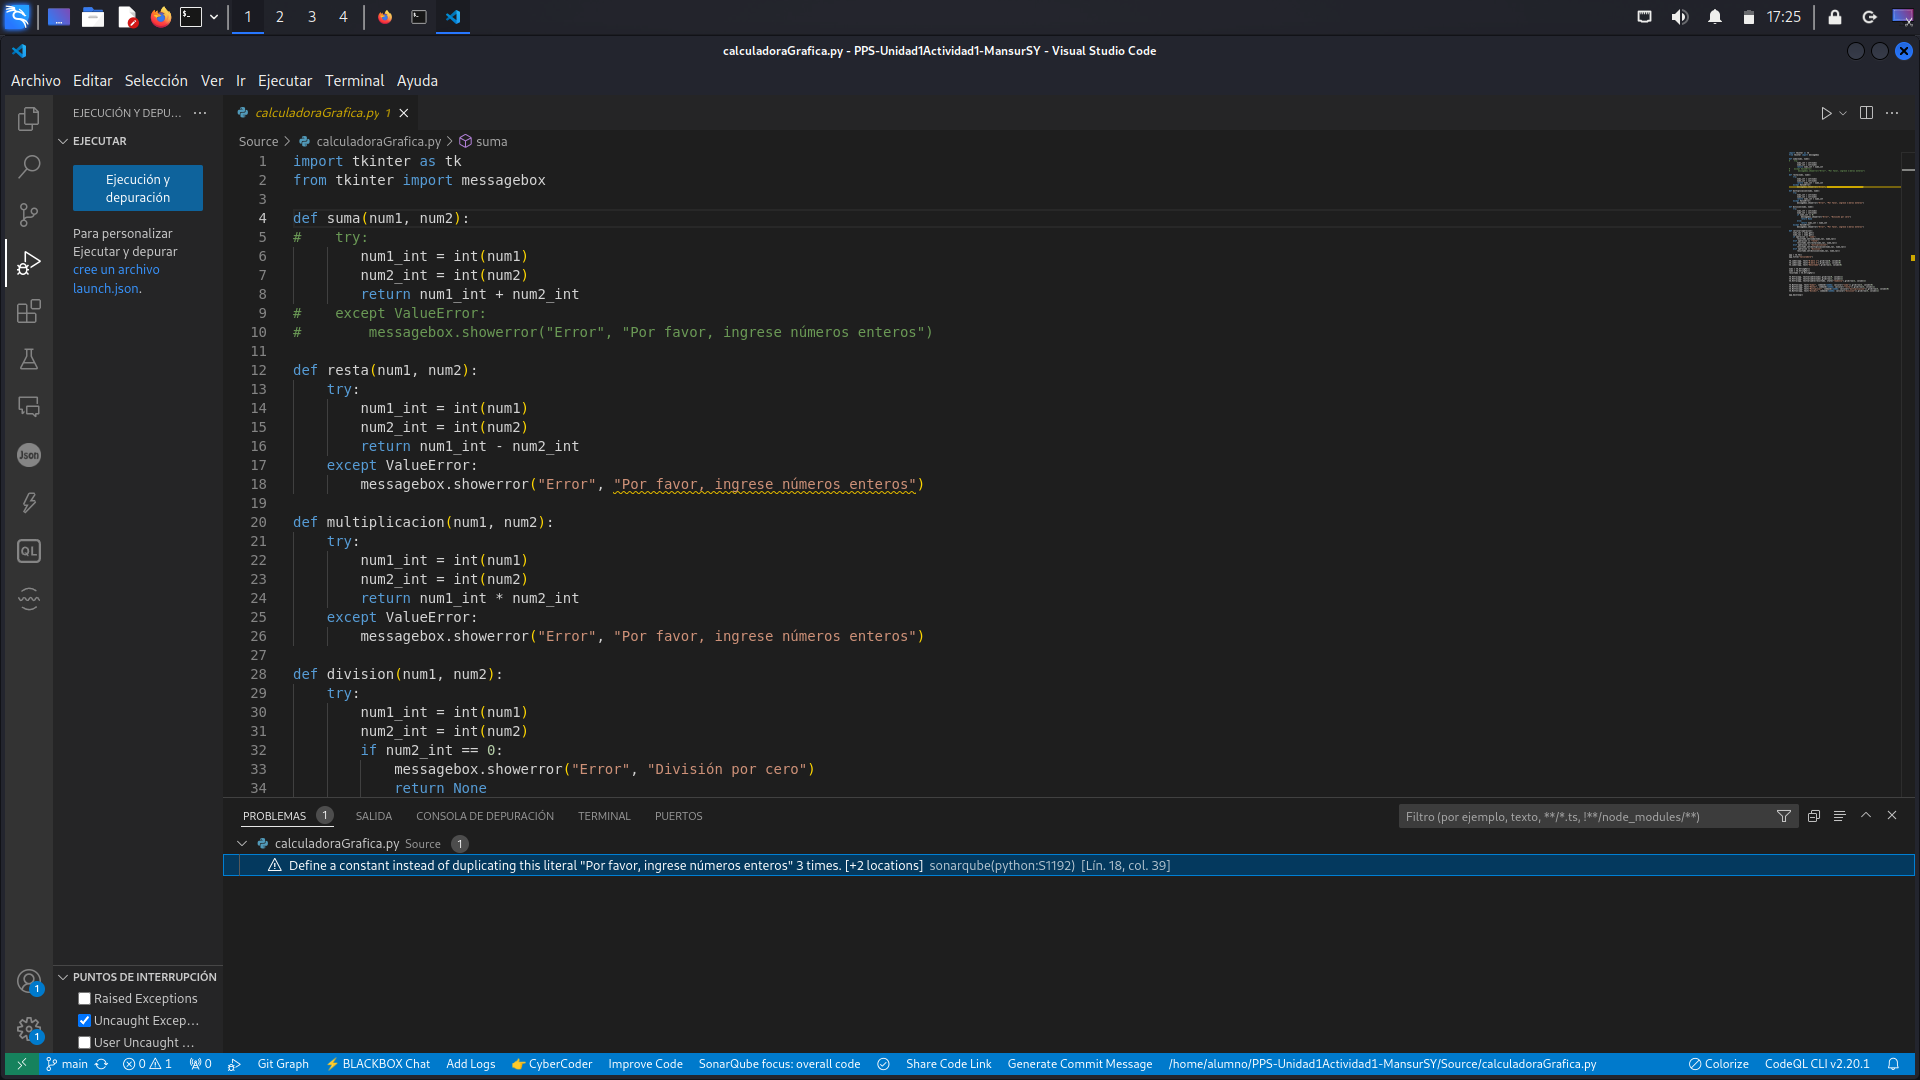 1 2 3 4 17:25
calculadoraGrafica.py - PPS-Unidad1Actividad1-MansurSY - Visual Studio Code
Archivo Editar Selección Ver Ir Ejecutar Terminal Ayuda
EJECUCIÓN Y DEPU... ···
EJECUTAR
Ejecución y
depuración
Para personalizar
Ejecutar y depurar
cree un archivo
launch.json.
Json
QL
1
1
PUNTOS DE INTERRUPCIÓN
Raised Exceptions
Uncaught Excep...
User Uncaught ...
calculadoraGrafica.py 1
Source > calculadoraGrafica.py > suma
1 import tkinter as tk
2 from tkinter import messagebox
3
4 def suma(num1, num2):
5 #    try:
6         num1_int = int(num1)
7         num2_int = int(num2)
8         return num1_int + num2_int
9 #    except ValueError:
10 #        messagebox.showerror("Error", "Por favor, ingrese números enteros")
11
12 def resta(num1, num2):
13     try:
14         num1_int = int(num1)
15         num2_int = int(num2)
16         return num1_int - num2_int
17     except ValueError:
18         messagebox.showerror("Error", "Por favor, ingrese números enteros")
19
20 def multiplicacion(num1, num2):
21     try:
22         num1_int = int(num1)
23         num2_int = int(num2)
24         return num1_int * num2_int
25     except ValueError:
26         messagebox.showerror("Error", "Por favor, ingrese números enteros")
27
28 def division(num1, num2):
29     try:
30         num1_int = int(num1)
31         num2_int = int(num2)
32         if num2_int == 0:
33             messagebox.showerror("Error", "División por cero")
34             return None
PROBLEMAS 1 SALIDA CONSOLA DE DEPURACIÓN TERMINAL PUERTOS Filtro (por ejemplo, texto, **/*.ts, !**/node_modules/**)
calculadoraGrafica.py Source 1
Define a constant instead of duplicating this literal "Por favor, ingrese números enteros" 3 times. [+2 locations] sonarqube(python:S1192) [Lín. 18, col. 39]
main 0 1 0 Git Graph BLACKBOX Chat Add Logs CyberCoder Improve Code SonarQube focus: overall code Share Code Link Generate Commit Message /home/alumno/PPS-Unidad1Actividad1-MansurSY/Source/calculadoraGrafica.py Colorize CodeQL CLI v2.20.1